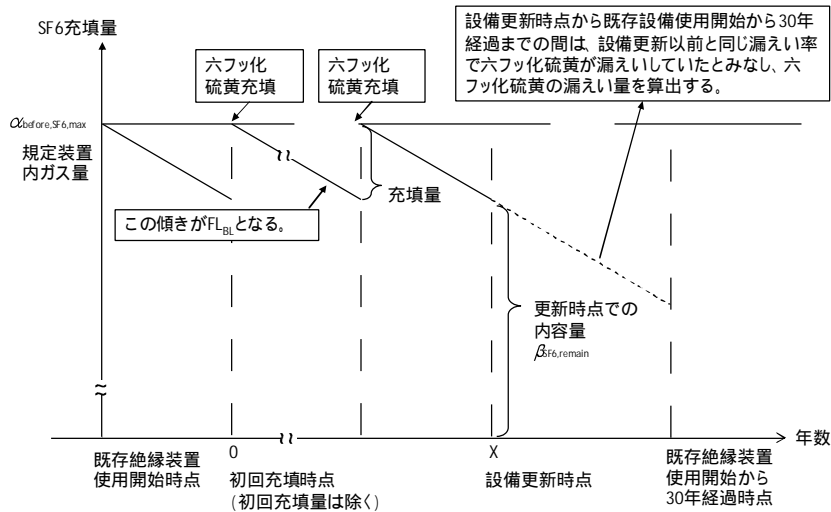 SF6充填量
六フッ化
硫黄充填
六フッ化
硫黄充填
設備更新時点から既存設備使用開始から30年
経過までの間は、設備更新以前と同じ漏えい率
で六フッ化硫黄が漏えいしていたとみなし、六
フッ化硫黄の漏えい量を算出する。
αbefore,SF6,max
規定装置
内ガス量
充填量
この傾きがFLBLとなる。
更新時点での
内容量
βSF6,remain
0
X
年数
既存絶縁装置
使用開始時点
初回充填時点
(初回充填量は除く)
設備更新時点
既存絶縁装置
使用開始から
30年経過時点